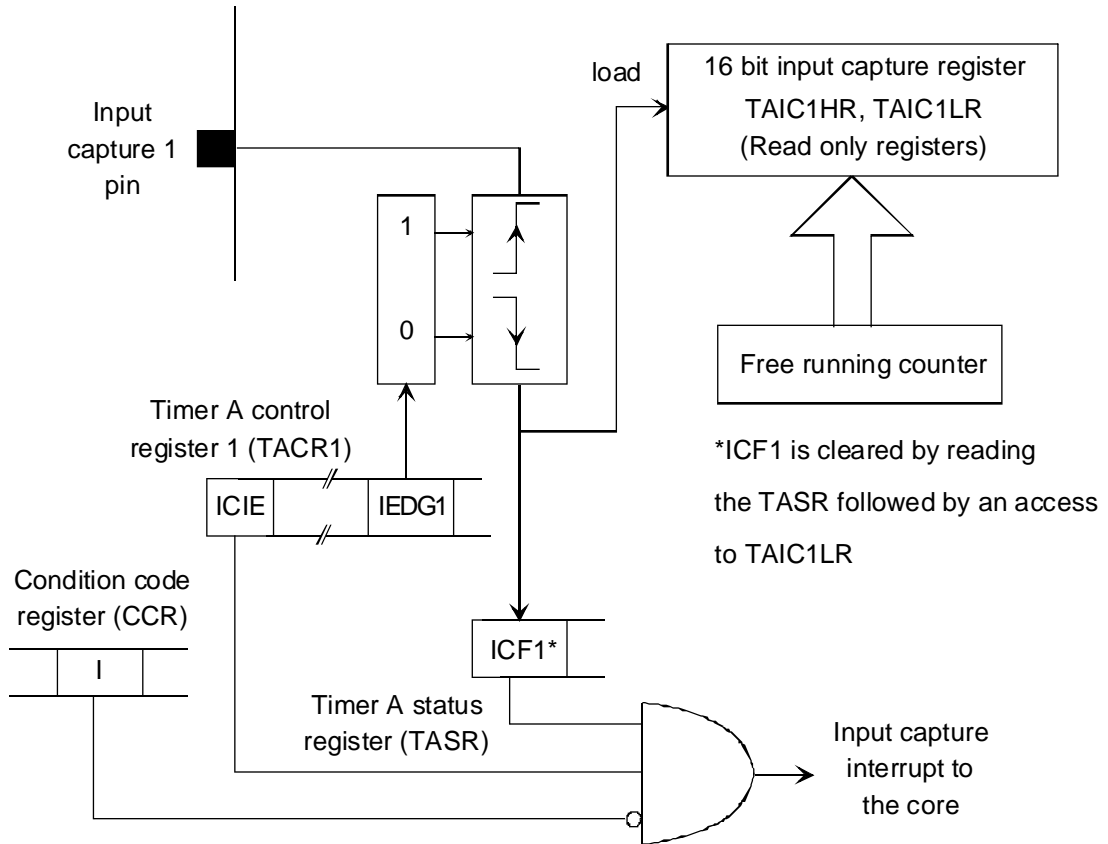 load
16 bit input capture register
TAIC1HR, TAIC1LR
(Read only registers)
Input
capture 1
pin
1
0
Free running counter
Timer A control
register 1 (TACR1)
*ICF1 is cleared by reading
the TASR followed by an access
to TAIC1LR
ICIE
IEDG1
Condition code
register (CCR)
I
ICF1*
Timer A status
register (TASR)
Input capture
interrupt to
the core